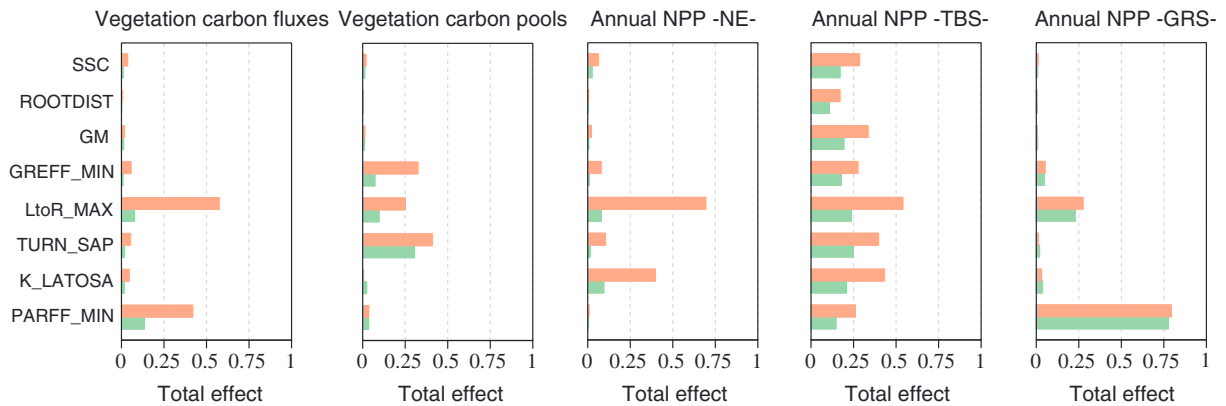 Vegetation carbon fluxes Vegetation carbon pools Annual NPP -NE- Annual NPP -TBS- Annual NPP -GRS-
SSC
ROOTDIST
GM
GREFF_MIN
LtoR_MAX
TURN_SAP
K_LATOSA
PARFF_MIN
0 0.25 0.5 0.75 1 0 0.25 0.5 0.75 1 0 0.25 0.5 0.75 1 0 0.25 0.5 0.75 1 0 0.25 0.5 0.75 1
Total effect Total effect Total effect Total effect Total effect